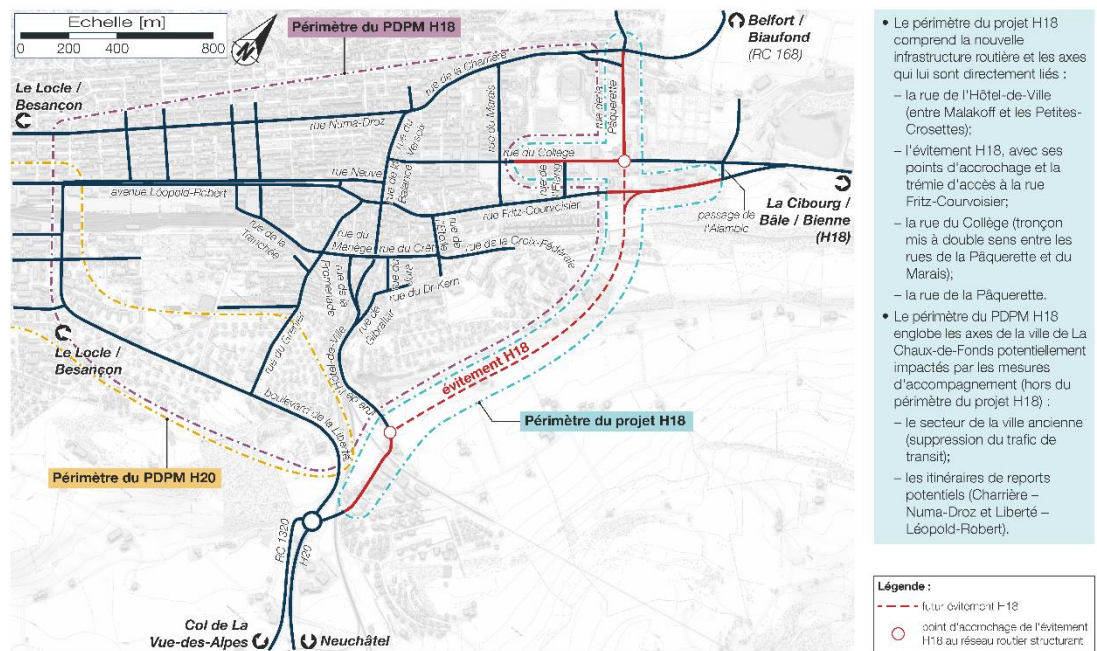 Echelle [m]
0 200 400 800
Périmètre du PDPM H18
Belfort /
Biaufond
(RC 168)
Le Locle /
Besançon
rue de la Charrière
rue du Marais
rue de la
Pâquerette
rue Numa-Droz
rue du
Versoix
rue de la
Balance
rue du Collège
rue Neuve
rue de
l'Etang
avenue Léopold-Robert
rue Fritz-Courvoisier
La Cibourg /
Bâle / Bienne
(H18)
passage de
l'Alambic
rue de la
Tranchée
rue du
Manège
rue du Crêt
rue de
l'Etoile
rue de la Croix-Fédérale
rue de la
Promenade
rue du Dr-Kern
rue de
Gibraltar
rue du Grenier
rue de l'Hôtel-de-Ville
Le Locle /
Besançon
évitement H18
boulevard de la Liberté
Périmètre du projet H18
Périmètre du PDPM H20
RC 1320
H20
Col de La
Vue-des-Alpes
Neuchâtel
• Le périmètre du projet H18
comprend la nouvelle
infrastructure routière et les axes
qui lui sont directement liés :
– la rue de l'Hôtel-de-Ville
(entre Malakoff et les Petites-
Crosettes);
– l'évitement H18, avec ses
points d'accrochage et la
trémie d'accès à la rue
Fritz-Courvoisier;
– la rue du Collège (tronçon
mis à double sens entre les
rues de la Pâquerette et du
Marais);
– la rue de la Pâquerette.
• Le périmètre du PDPM H18
englobe les axes de la ville de La
Chaux-de-Fonds potentiellement
impactés par les mesures
d'accompagnement (hors du
périmètre du projet H18) :
– le secteur de la ville ancienne
(suppression du trafic de
transit);
– les itinéraires de reports
potentiels (Charrière –
Numa-Droz et Liberté –
Léopold-Robert).
Légende :
futur évitement H18
point d'accrochage de l'évitement
H18 au réseau routier structurant